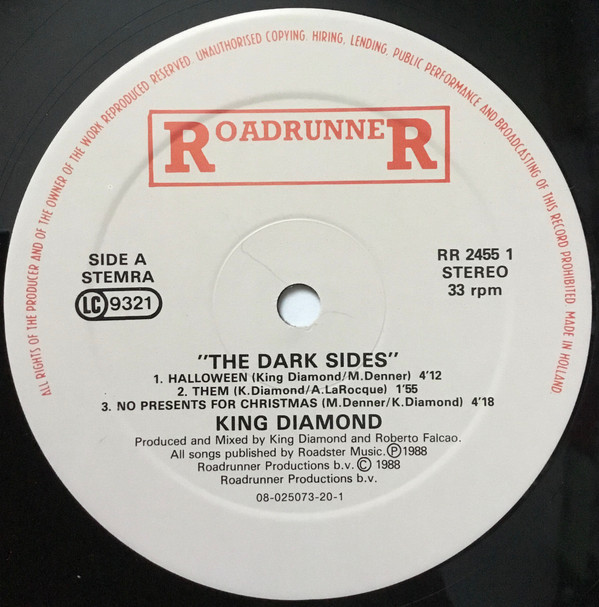 ALL RIGHTS OF THE PRODUCER AND OF THE OWNER OF THE WORK REPRODUCED RESERVED. UNAUTHORISED COPYING, HIRING, LENDING, PUBLIC PERFORMANCE AND BROADCASTING OF THIS RECORD PROHIBITED. MADE IN HOLLAND
ROADRUNNER
SIDE A
STEMRA
LC 9321
RR 2455 1
STEREO
33 rpm
"THE DARK SIDES"
1. HALLOWEEN (King Diamond/M.Denner) 4'12
2. THEM (K.Diamond/A.LaRocque) 1'55
3. NO PRESENTS FOR CHRISTMAS (M.Denner/K.Diamond) 4'18
KING DIAMOND
Produced and Mixed by King Diamond and Roberto Falcao.
All songs published by Roadster Music. Ⓟ 1988
Roadrunner Productions b.v. © 1988
Roadrunner Productions b.v.
08-025073-20-1